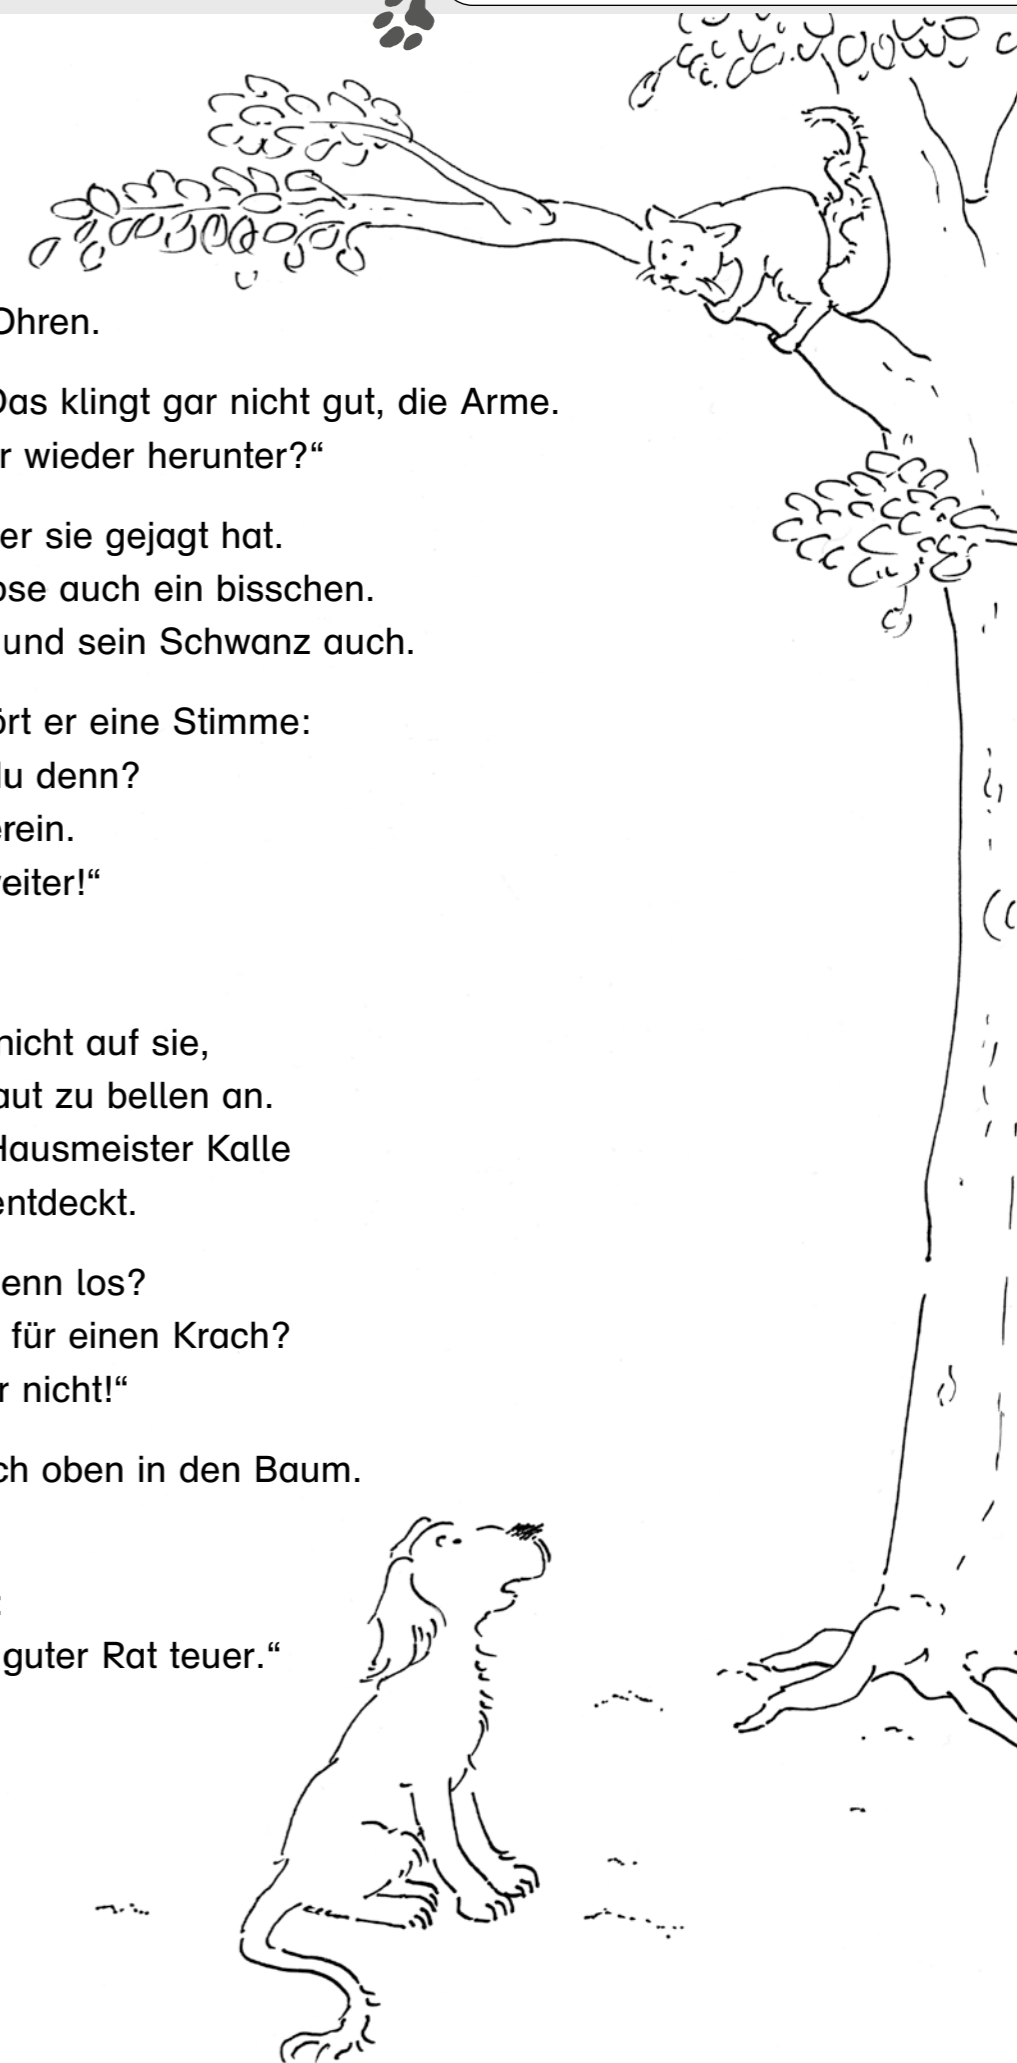 Ohren.
Das klingt gar nicht gut, die Arme.
r wieder herunter?“
er sie gejagt hat.
ose auch ein bisschen.
und sein Schwanz auch.
ört er eine Stimme:
du denn?
erein.
weiter!“
nicht auf sie,
aut zu bellen an.
Hausmeister Kalle
entdeckt.
enn los?
für einen Krach?
r nicht!“
ch oben in den Baum.
:
guter Rat teuer.“